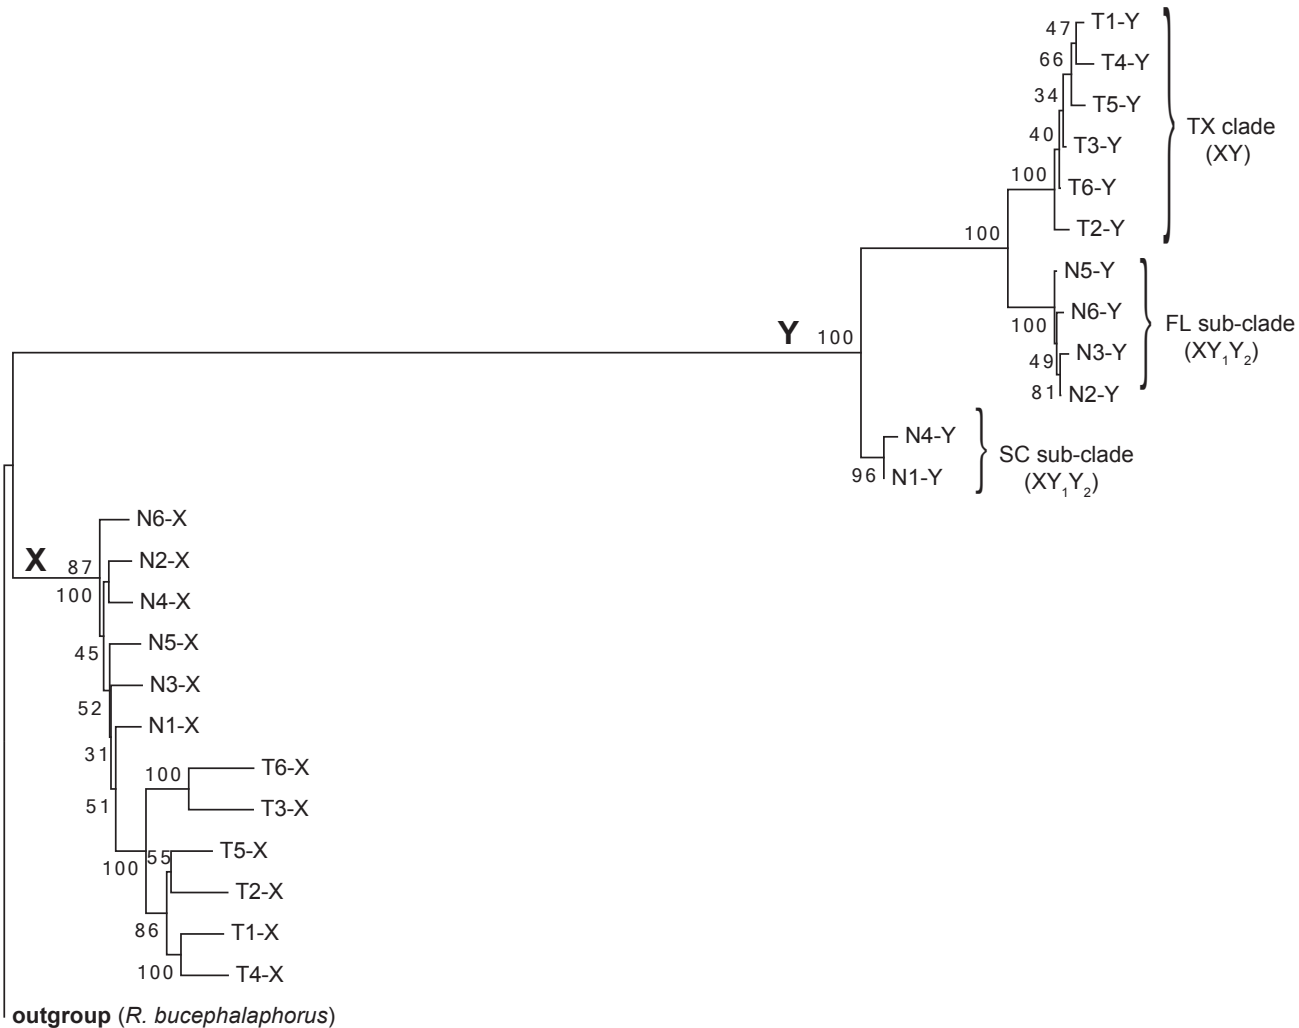 47
T1-Y
66
T4-Y
34
T5-Y
40
T3-Y
100
T6-Y
T2-Y
TX clade
(XY)
100
N5-Y
N6-Y
100
N3-Y
49
N2-Y
81
FL sub-clade
(XY1Y2)
Y
100
N4-Y
N1-Y
96
SC sub-clade
(XY1Y2)
N6-X
X
87
N2-X
100
N4-X
45
N5-X
52
N3-X
31
N1-X
51
100
T6-X
T3-X
100
55
T5-X
T2-X
86
T1-X
100
T4-X
outgroup (R. bucephalaphorus)